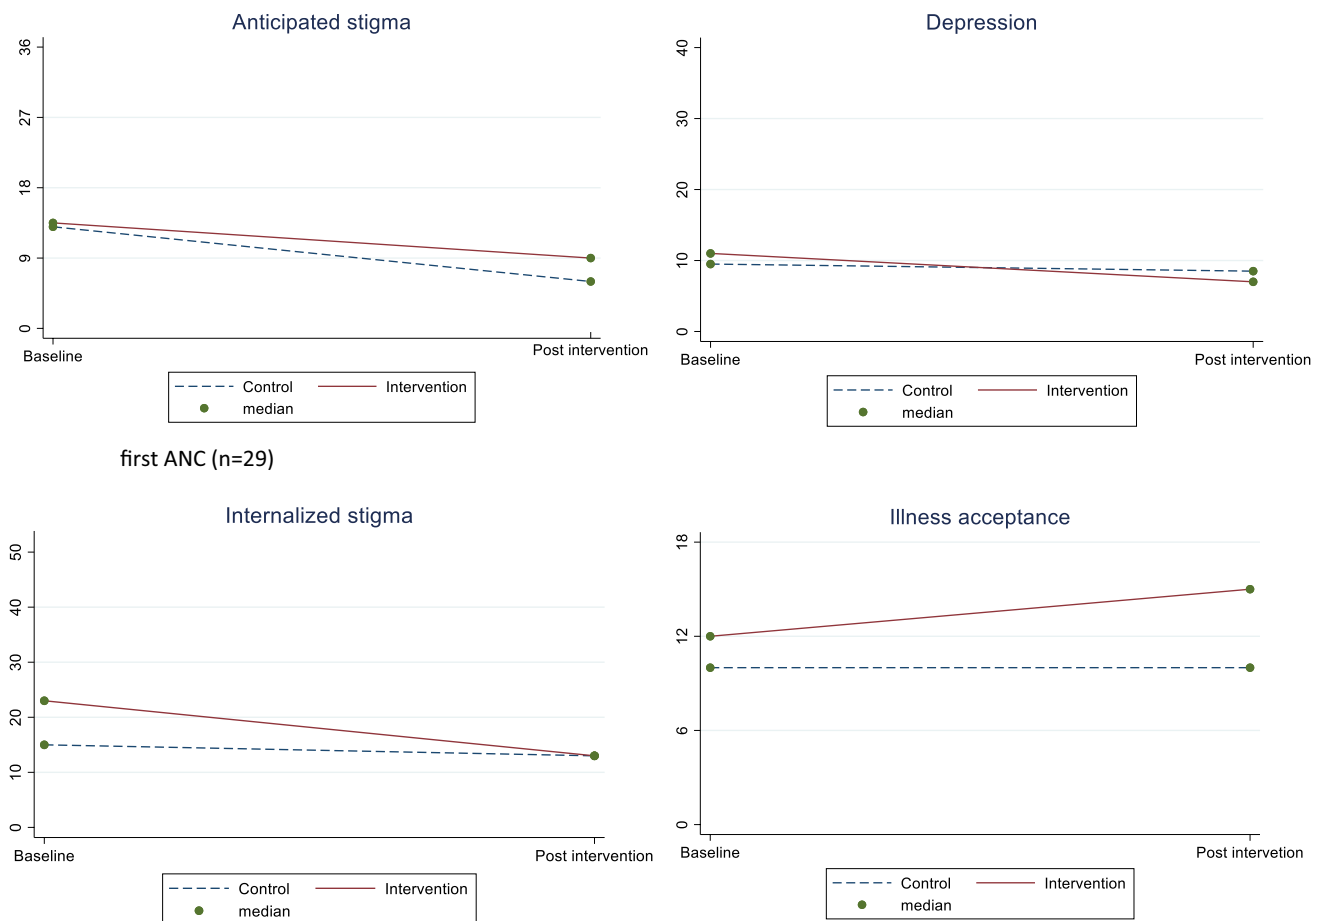 Anticipated stigma
36
27
18
9
0
Baseline
Post intervention
Control
Intervention
median
Depression
40
30
20
10
0
Baseline
Post intervention
Control
Intervention
median
first ANC (n=29)
Internalized stigma
50
40
30
20
10
0
Baseline
Post intervention
Control
Intervention
median
Illness acceptance
18
12
6
0
Baseline
Post intervetion
Control
Intervention
median